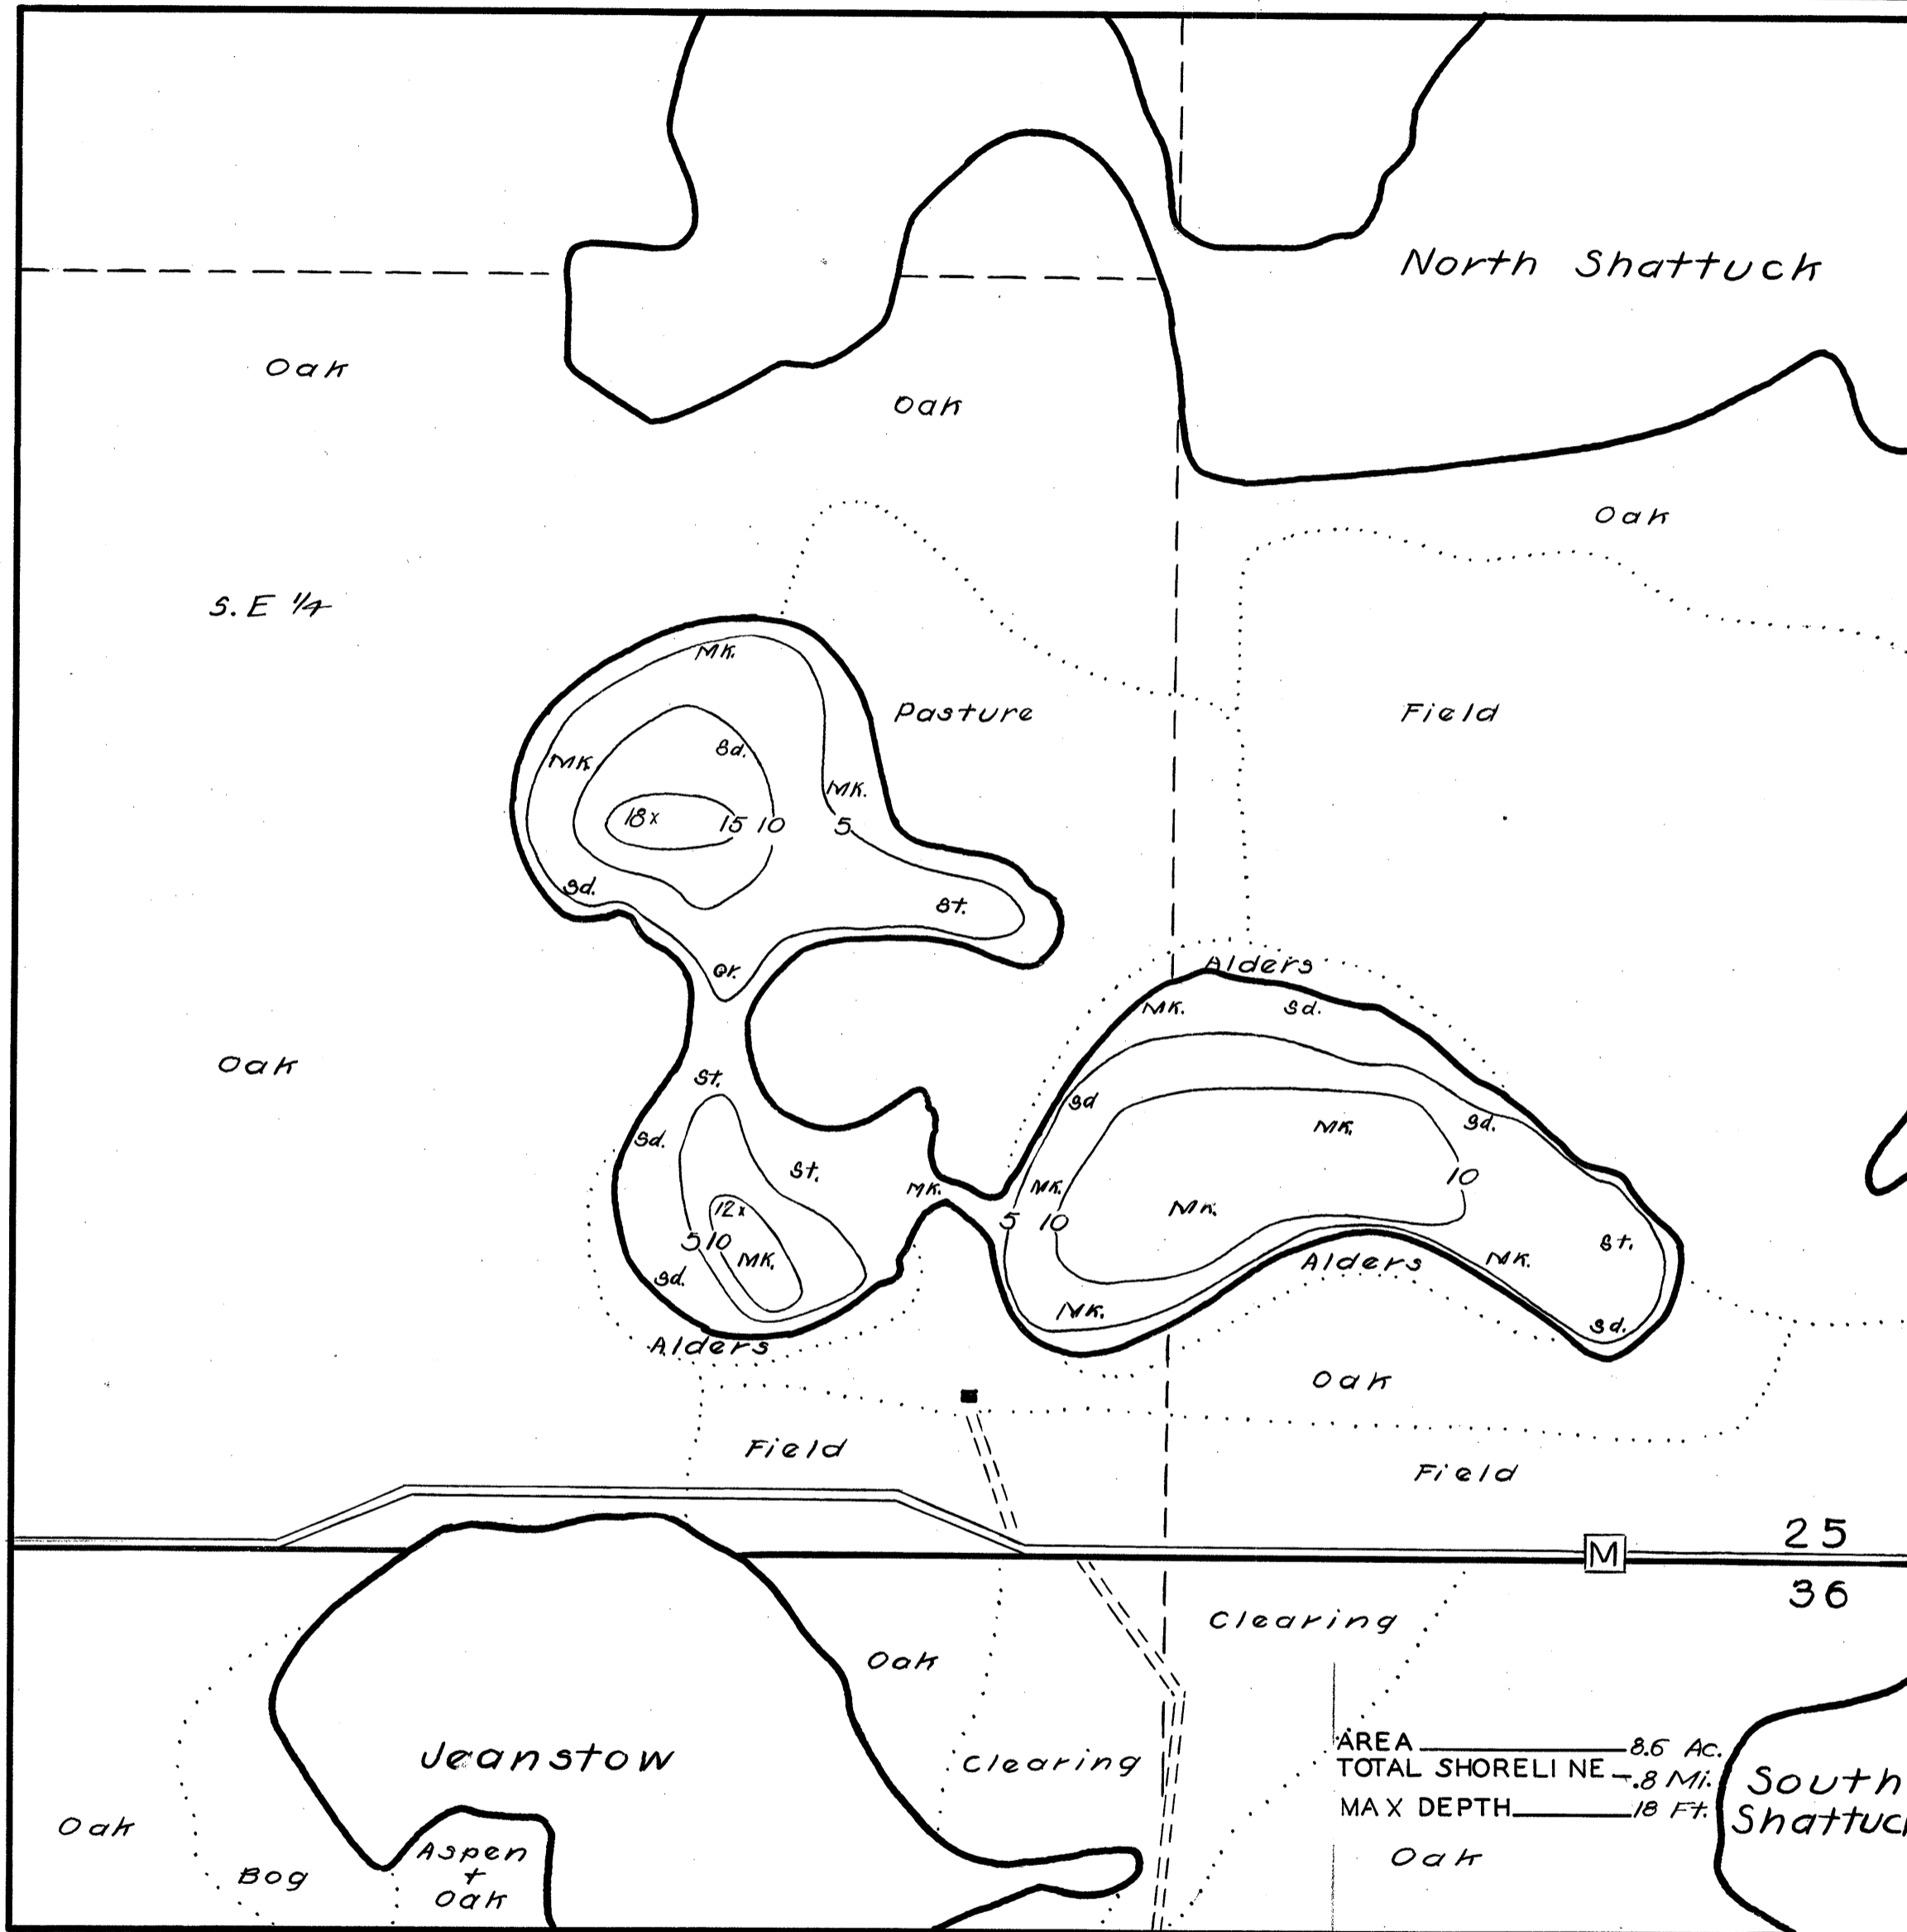 North Shattuck
Oak
Oak
Oak
S. E 1/4
Mk.
Pasture
Field
Sd.
Mk.
Mk.
18x 15 10 5
Sd.
St.
Gr.
Alders
Mk.
Sd.
Oak
St.
Sd
Sd.
Mk.
Sd.
St.
10
Mk.
Mk.
Mk.
12x
5 10
5 10
St.
Mk.
Alders
Mk.
Sd.
Mk.
Sd.
Alders
Oak
Field
Field
25
M
36
Clearing
Oak
AREA 8.6 Ac.
TOTAL SHORELINE .8 Mi.
MAX DEPTH 18 Ft.
Jeanstow
Clearing
South
Shattuc
Oak
Oak
Bog
Aspen
+
Oak